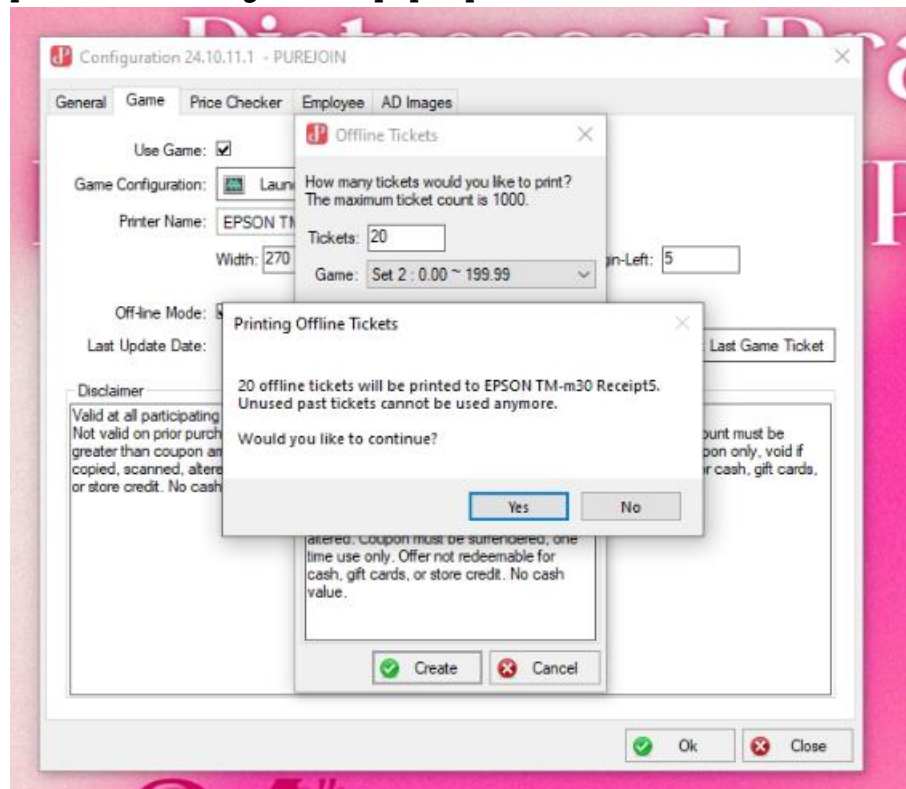 Configuration 24.10.11.1 - PUREJOIN
General Game Price Checker Employee AD Images
Use Game:
Game Configuration:
Printer Name: EPSON
Width: 270
Margin-Left: 5
Off-line Mode:
Last Update Date:
Last Game Ticket
Disclaimer
Valid at all participating
Not valid on prior
greater than coupon
copied, scanned,
or store credit. No cash
must be
only, void if
cash, gift cards,
Offline Tickets
How many tickets would you like to print?
The maximum ticket count is 1000.
Tickets: 20
Game: Set 2 : 0.00 ~ 199.99
Printing Offline Tickets
20 offline tickets will be printed to EPSON TM-m30 Receipt5.
Unused past tickets cannot be used anymore.
Would you like to continue?
Yes No
altered. Coupon must be surrendered, one
time use only. Offer not redeemable for
cash, gift cards, or store credit. No cash
value.
Create Cancel
Ok Close